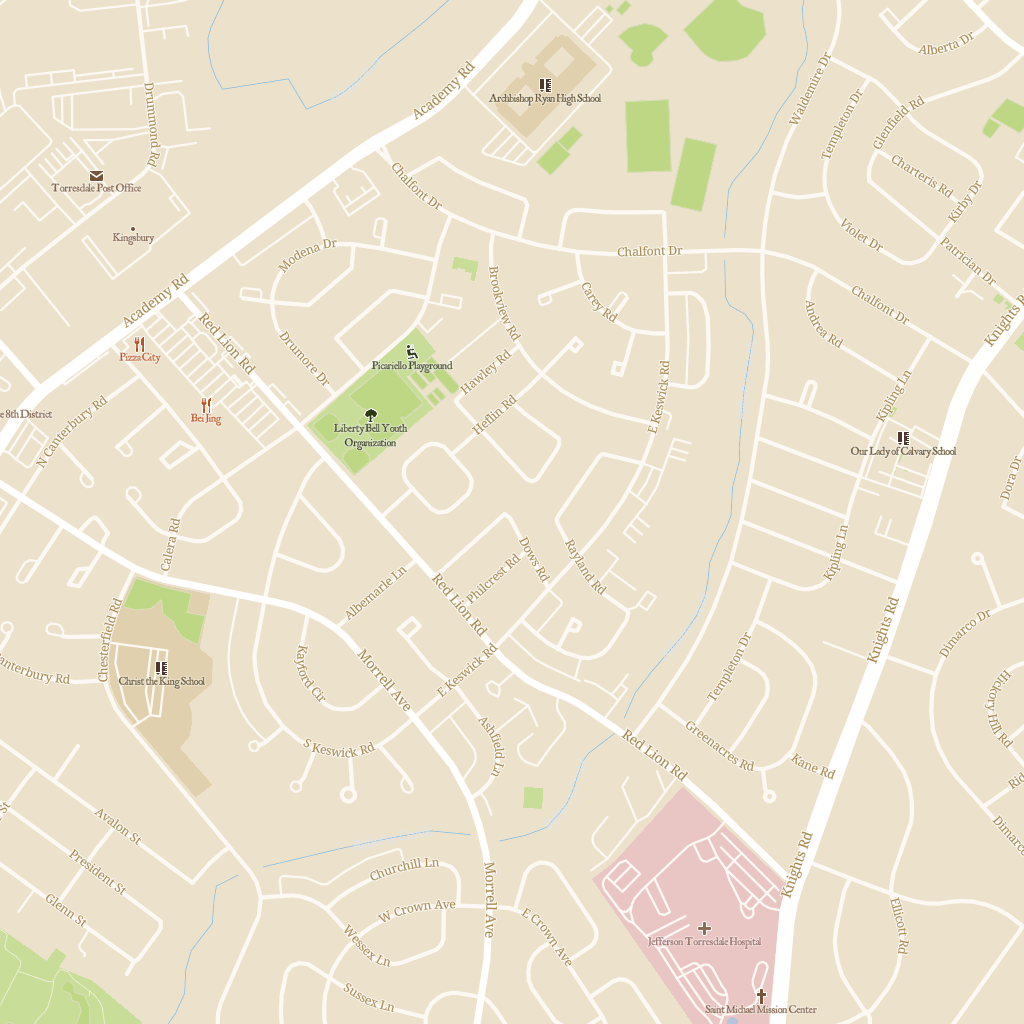 Alberta Dr
Academy Rd
Waldemire Dr
Drummond Rd
Archbishop Ryan High School
Templeton Dr
Glenfield Rd
Torresdale Post Office
Chalfont Dr
Charteris Rd
Kirby Dr
Kingsbury
Modena Dr
Chalfont Dr
Violet Dr
Patrician Dr
Academy Rd
Brookview Rd
Carey Rd
Chalfont Dr
Andrea Rd
Knights R
Red Lion Rd
Pizza City
Drumore Dr
Picariello Playground
Hawley Rd
E Keswick Rd
Kipling Ln
e 8th District
Bei Jing
Heflin Rd
Liberty Bell Youth
Organization
N Canterbury Rd
Our Lady of Calvary School
Dora Dr
Calera Rd
Dows Rd
Rayland Rd
Kipling Ln
Albemarle Ln
Philcrest Rd
Red Lion Rd
Chesterfield Rd
Knights Rd
Dimarco Dr
anterbury Rd
Christ the King School
Kayford Cir
Morrell Ave
E Keswick Rd
Templeton Dr
Hickory Hill Rd
S Keswick Rd
Ashfield Ln
Red Lion Rd
Greenacres Rd
Kane Rd
Rid
St
Avalon St
Dimarc
President St
Churchill Ln
Knights Rd
Glenn St
W Crown Ave
Morrell Ave
E Crown Ave
Wessex Ln
Jefferson Torresdale Hospital
Ellicott Rd
Sussex Ln
Saint Michael Mission Center